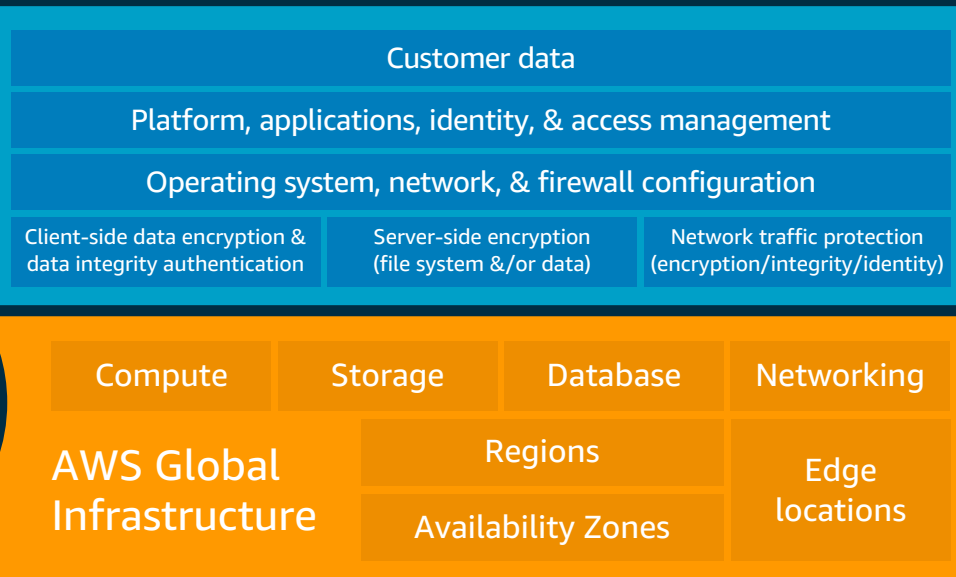 Customer data
Platform, applications, identity, & access management
Operating system, network, & firewall configuration
Client-side data encryption &
data integrity authentication
Server-side encryption
(file system &/or data)
Network traffic protection
(encryption/integrity/identity)
Compute
Storage
Database
Networking
AWS Global
Infrastructure
Regions
Availability Zones
Edge
locations